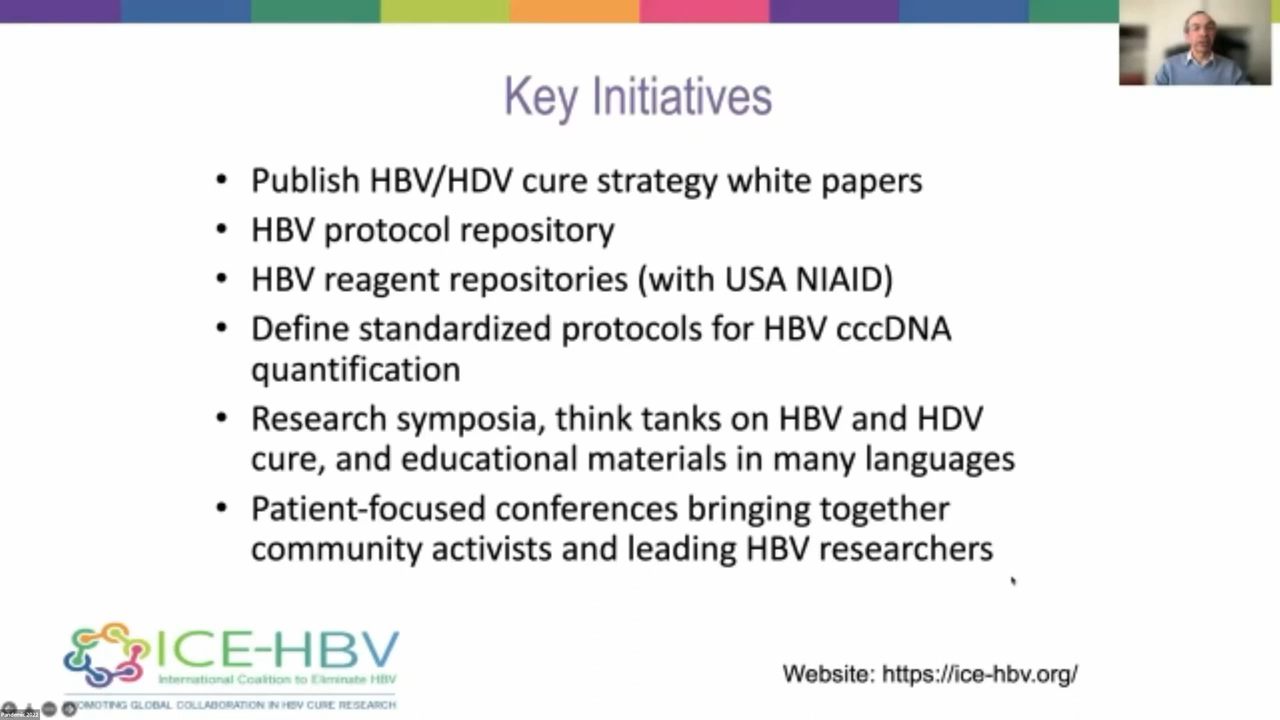 Key Initiatives
• Publish HBV/HDV cure strategy white papers
• HBV protocol repository
• HBV reagent repositories (with USA NIAID)
• Define standardized protocols for HBV cccDNA
quantification
• Research symposia, think tanks on HBV and HDV
cure, and educational materials in many languages
• Patient-focused conferences bringing together
community activists and leading HBV researchers
ICE-HBV
International Coalition to Eliminate HBV
OMOTING GLOBAL COLLABORATION IN HBV CURE RESEARCH
Website: https://ice-hbv.org/